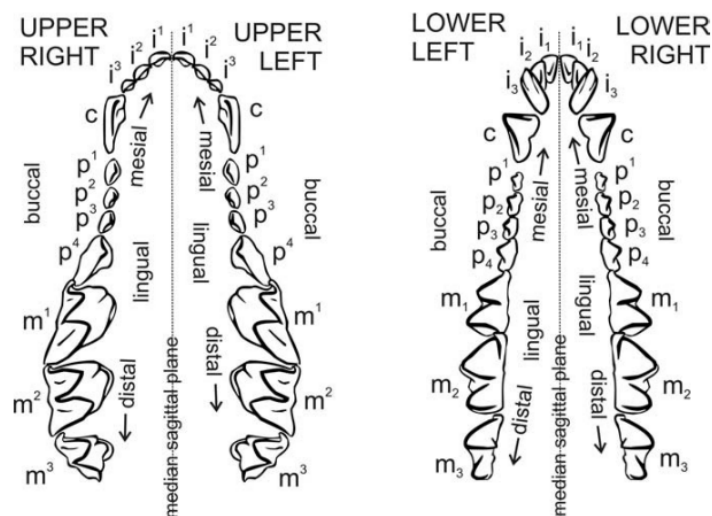 UPPER RIGHT
i³ i² i¹ i¹ i² i³
UPPER LEFT
c
c
mesial
mesial
p¹
p¹
p²
p²
p³
p³
p⁴
p⁴
buccal
buccal
lingual
lingual
m¹
m¹
m²
m²
distal
distal
m³
m³
median sagittal plane
LOWER LEFT
i₃ i₂ i₁ i₁ i₂ i₃
LOWER RIGHT
c
c
mesial
mesial
p¹
p¹
p₂
p₂
p₃
p₃
p₄
p₄
buccal
buccal
lingual
lingual
m₁
m₁
m₂
m₂
distal
distal
m₃
m₃
median sagittal plane